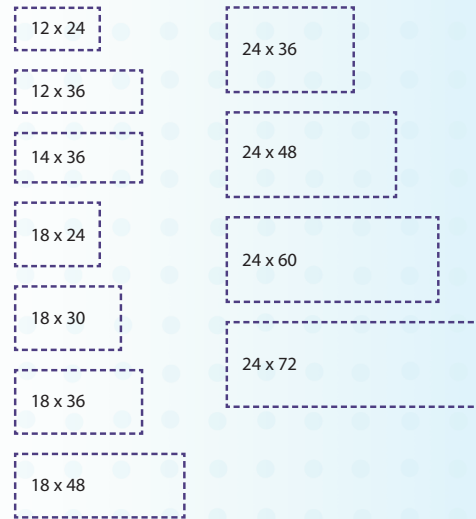 12 x 24
12 x 36
14 x 36
18 x 24
18 x 30
18 x 36
18 x 48
24 x 36
24 x 48
24 x 60
24 x 72